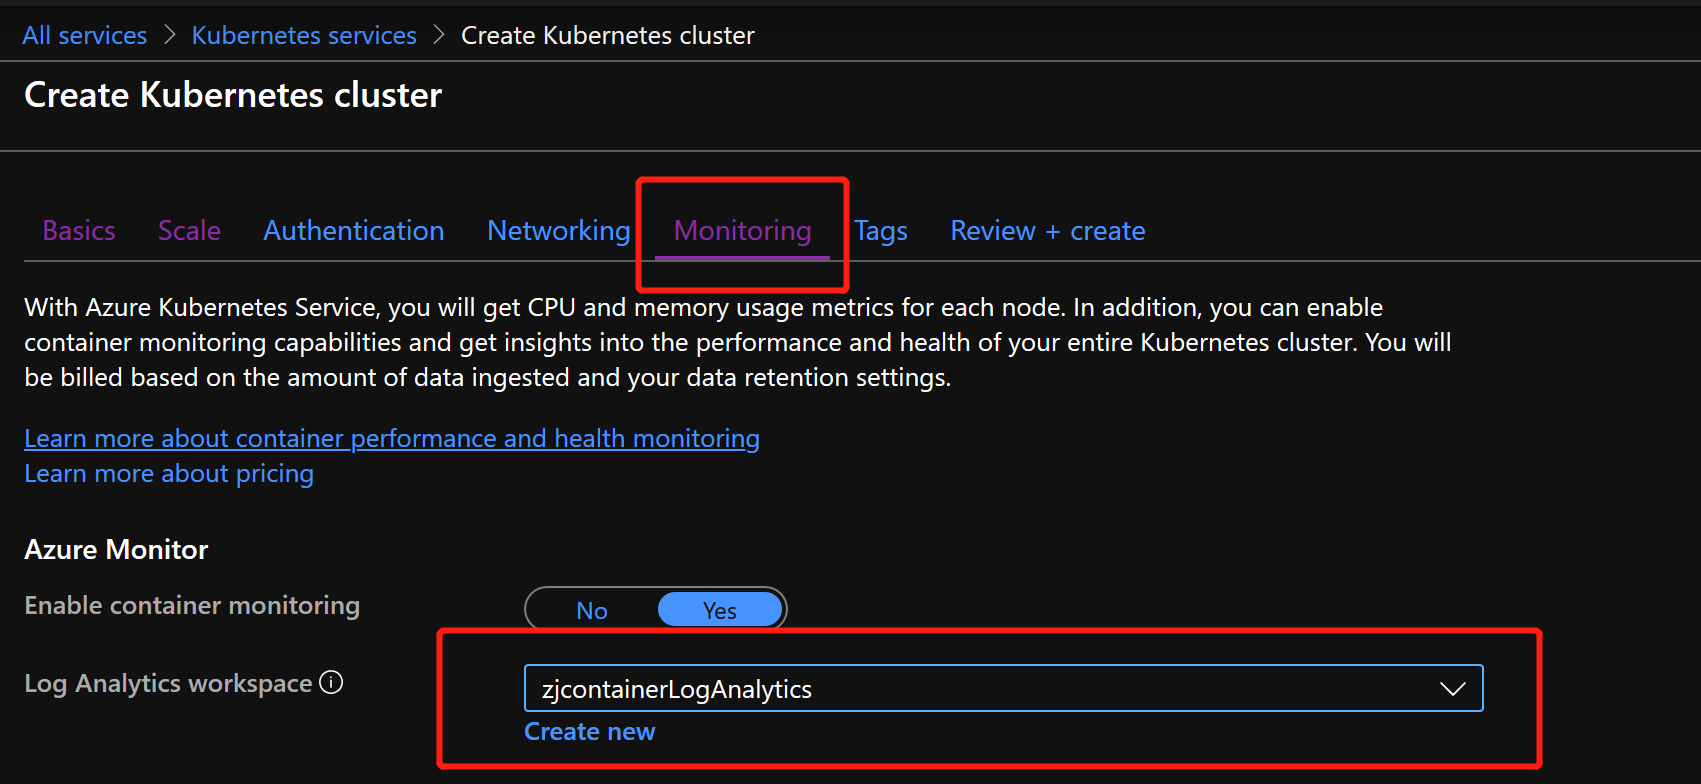 All services > Kubernetes services > Create Kubernetes cluster
Create Kubernetes cluster
Basics Scale Authentication Networking Monitoring Tags Review + create
With Azure Kubernetes Service, you will get CPU and memory usage metrics for each node. In addition, you can enable
container monitoring capabilities and get insights into the performance and health of your entire Kubernetes cluster. You will
be billed based on the amount of data ingested and your data retention settings.
Learn more about container performance and health monitoring
Learn more about pricing
Azure Monitor
Enable container monitoring No Yes
Log Analytics workspace zjcontainerLogAnalytics
Create new